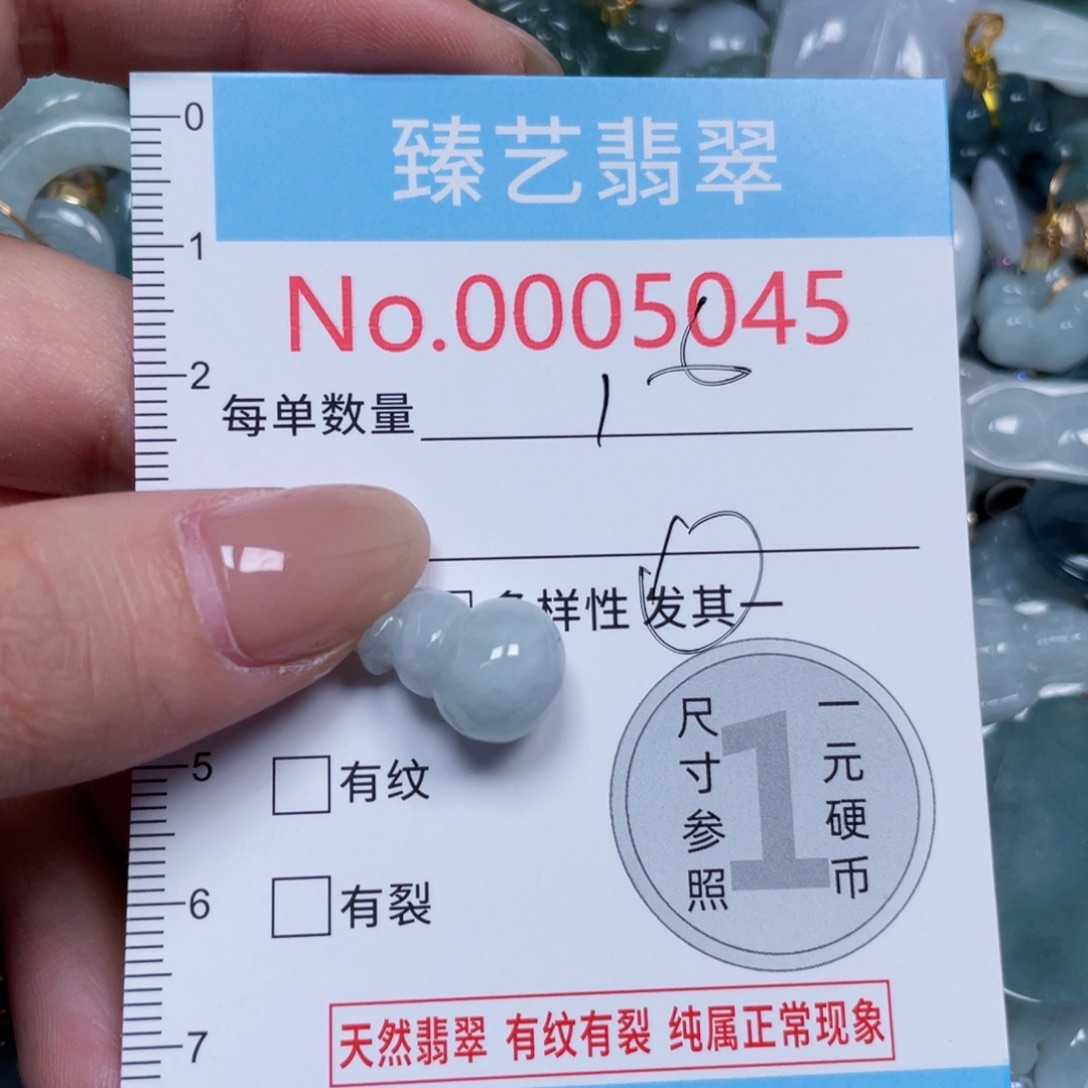 臻艺翡翠
No.0005045
每单数量 1个
样性 发其一
有纹
有裂
尺寸参照
1
一元硬币
天然翡翠 有纹有裂 纯属正常现象
0
1
2
5
6
7